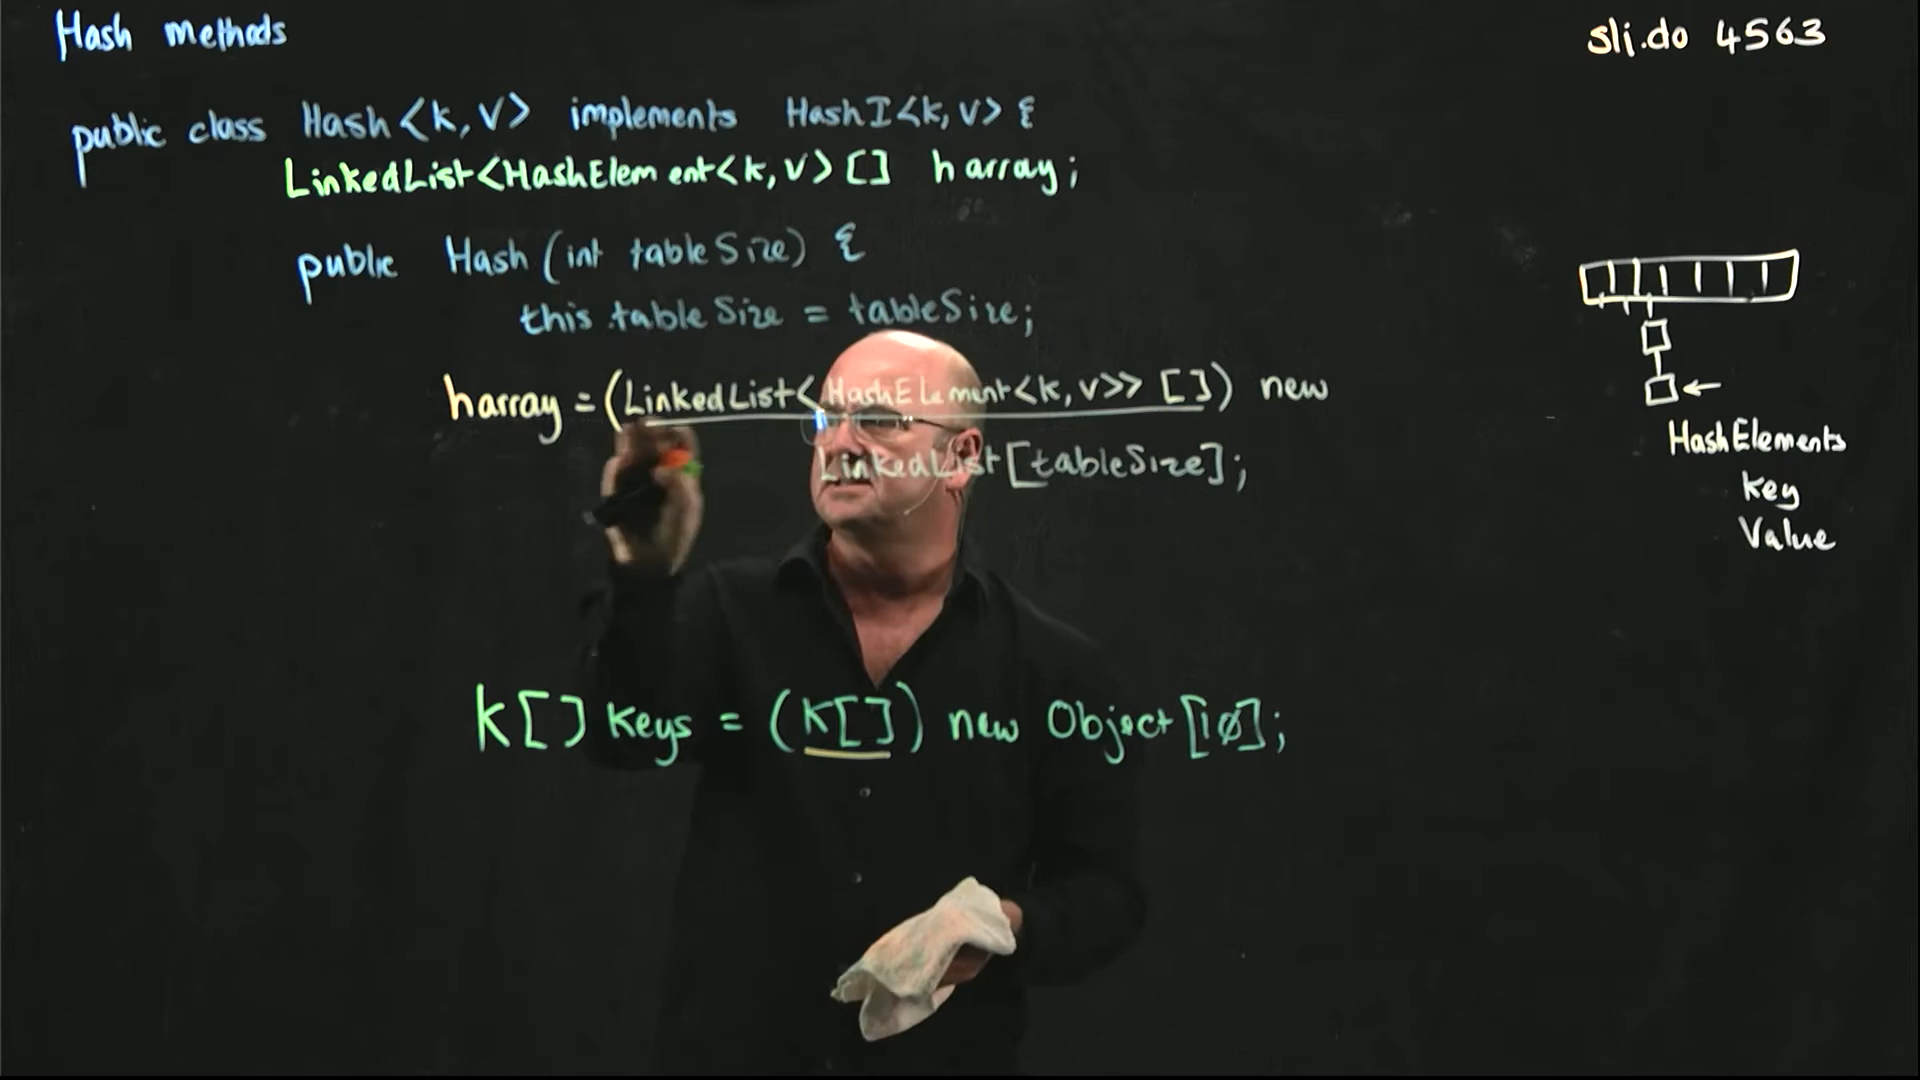 Hash methods
sli.do 4563
public class Hash<k,V> implements HashI<k,v> {
LinkedList<HashElement<k,v>[] harray;
public Hash(int tableSize) {
this.tableSize = tableSize;
harray = (LinkedList<HashElement<k,v>> []) new
LinkedList[tableSize];
HashElements
key
Value
k[] keys = (k[]) new Object[10];